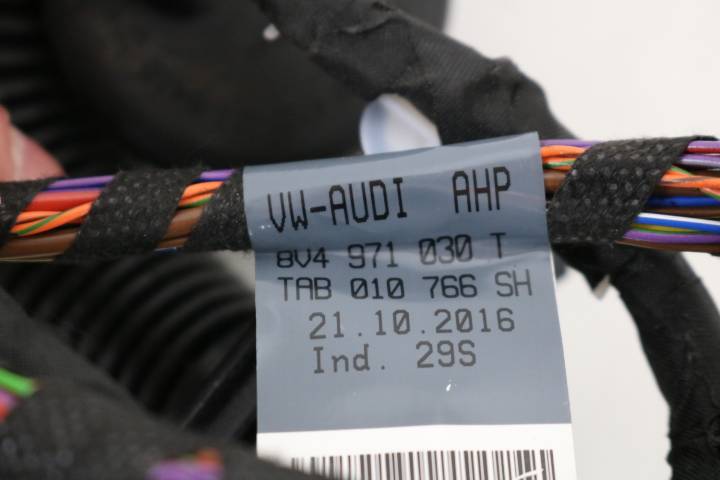 VW-AUDI AHP
8V4 971 030 T
TAB 010 766 SH
21.10.2016
Ind. 29S